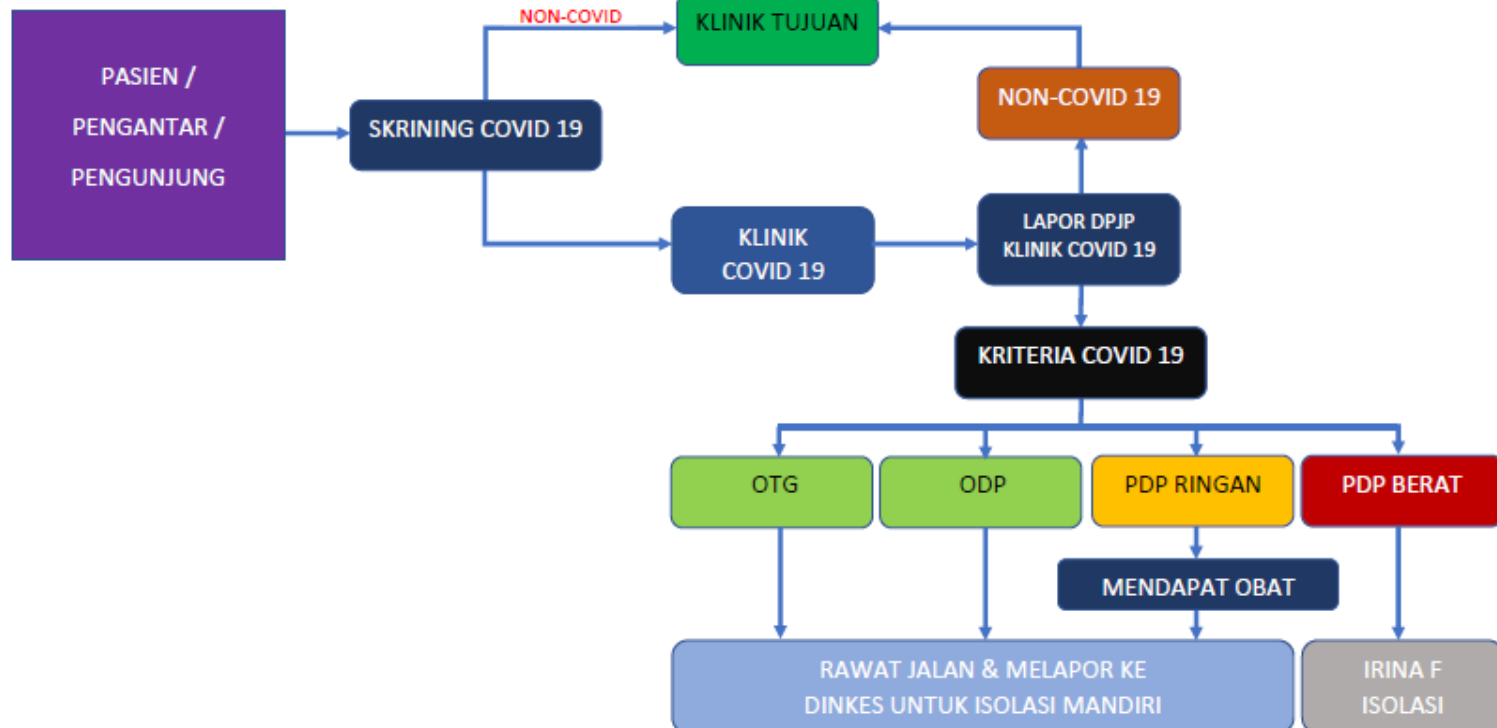 NON-COVID
KLINIK TUJUAN
PASIEN /
PENGANTAR /
PENGUNJUNG
SKRINING COVID 19
NON-COVID 19
KLINIK
COVID 19
LAPOR DPJP
KLINIK COVID 19
KRITERIA COVID 19
OTG
ODP
PDP RINGAN
PDP BERAT
MENDAPAT OBAT
RAWAT JALAN & MELAPOR KE
DINKES UNTUK ISOLASI MANDIRI
IRINA F
ISOLASI